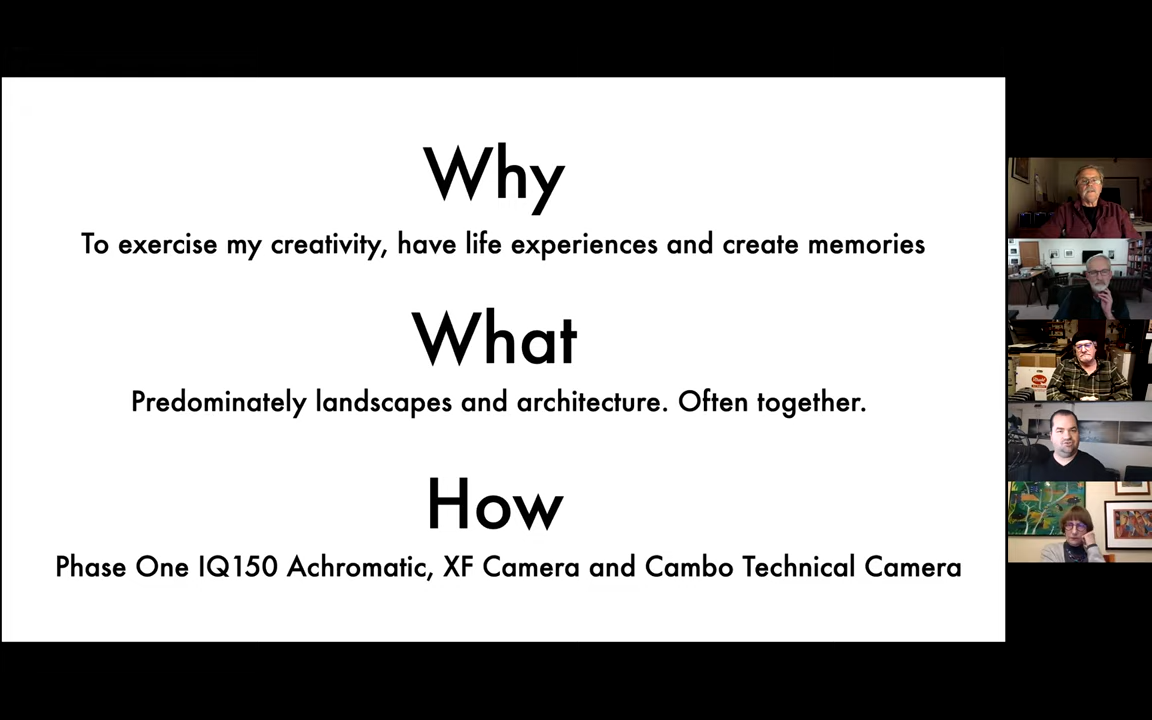 Why
To exercise my creativity, have life experiences and create memories
What
Predominately landscapes and architecture. Often together.
How
Phase One IQ150 Achromatic, XF Camera and Cambo Technical Camera